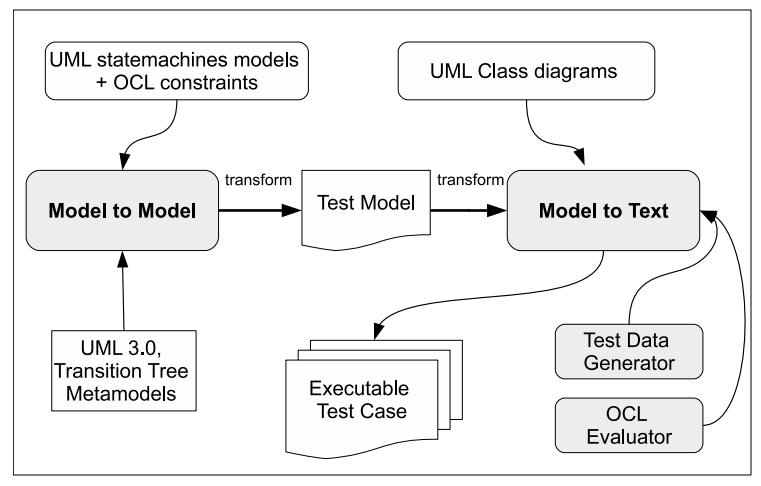 UML statemachines models
+ OCL constraints
UML Class diagrams
transform
transform
Model to Model
Test Model
Model to Text
UML 3.0,
Transition Tree
Metamodels
Executable
Test Case
Test Data
Generator
OCL
Evaluator